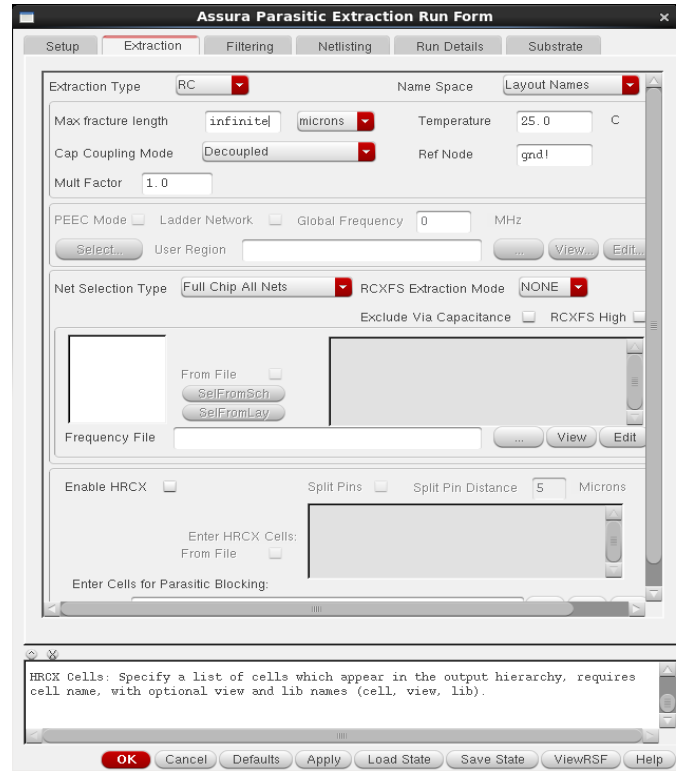 Assura Parasitic Extraction Run Form
Setup Extraction Filtering Netlisting Run Details Substrate
Extraction Type RC Name Space Layout Names
Max fracture length infinite microns Temperature 25.0 C
Cap Coupling Mode Decoupled Ref Node gnd!
Mult Factor 1.0
PEEC Mode Ladder Network Global Frequency 0 MHz
Select... User Region ... View... Edit...
Net Selection Type Full Chip All Nets RCXFS Extraction Mode NONE
Exclude Via Capacitance RCXFS High
From File
SelFromSch
SelFromLay
Frequency File ... View Edit
Enable HRCX Split Pins Split Pin Distance 5 Microns
Enter HRCX Cells:
From File
Enter Cells for Parasitic Blocking:
HRCX Cells: Specify a list of cells which appear in the output hierarchy, requires
cell name, with optional view and lib names (cell, view, lib).
OK Cancel Defaults Apply Load State Save State ViewRSF Help